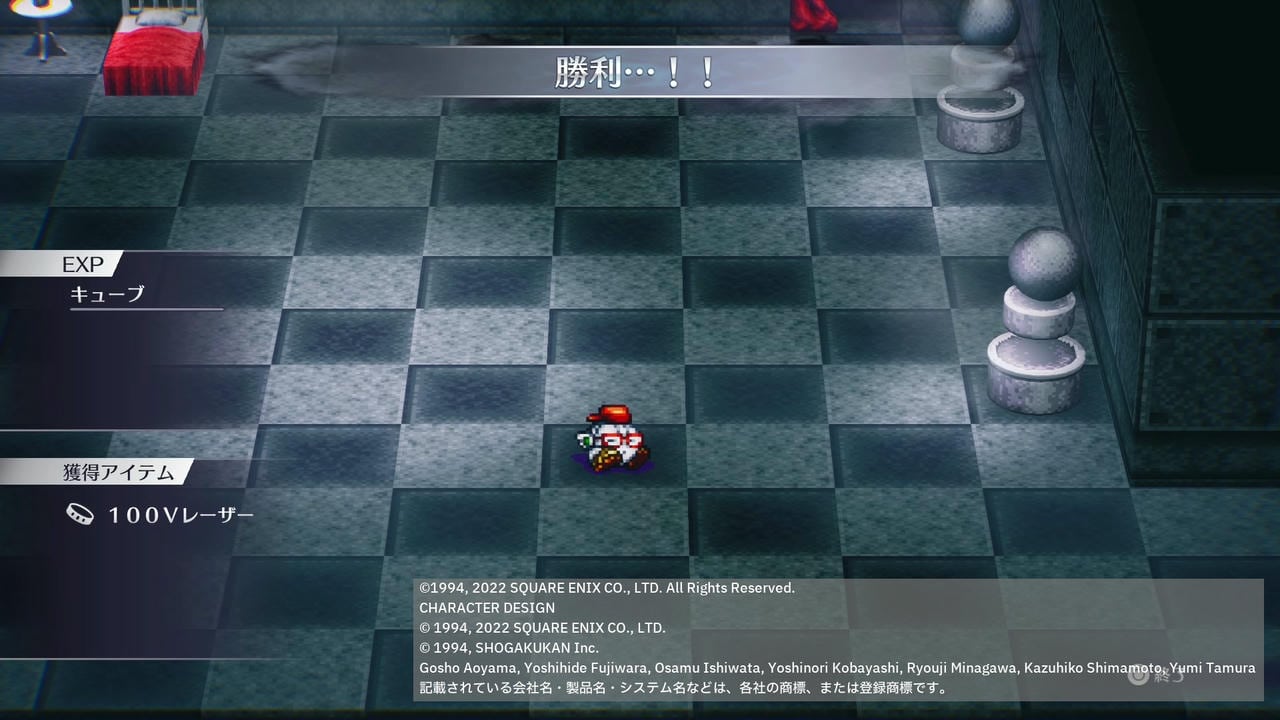 勝利…！！
EXP
キューブ
獲得アイテム
１００Ｖレーザー
©1994, 2022 SQUARE ENIX CO., LTD. All Rights Reserved.
CHARACTER DESIGN
© 1994, 2022 SQUARE ENIX CO., LTD.
© 1994, SHOGAKUKAN Inc.
Gosho Aoyama, Yoshihide Fujiwara, Osamu Ishiwata, Yoshinori Kobayashi, Ryouji Minagawa, Kazuhiko Shimamoto, Yumi Tamura
終了
記載されている会社名・製品名・システム名などは、各社の商標、または登録商標です。